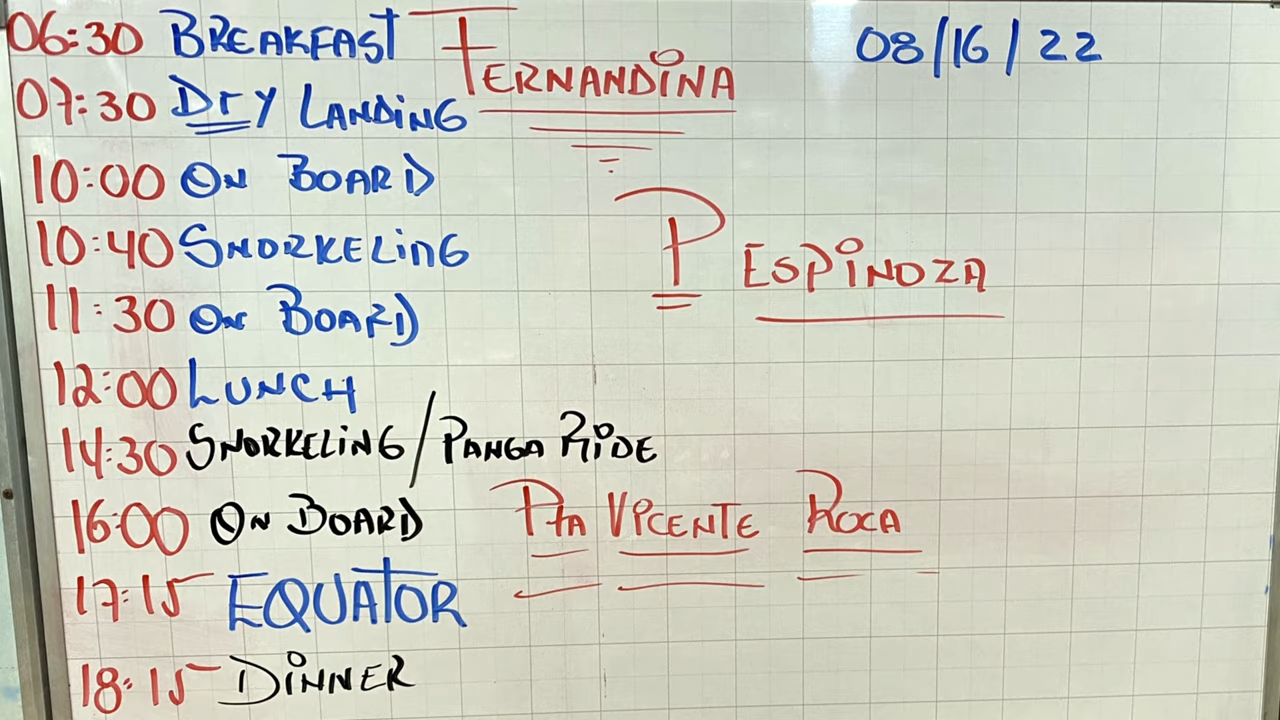 06:30 BREAKFAST FERNANDINA 08/16/22
07:30 Dry LANDING
10:00 ON BOARD
10:40 SNORKELING P ESPINOZA
11:30 ON BOARD
12:00 LUNCH
14:30 SNORKELING/PANGA RIDE
16:00 ON BOARD PTA VICENTE ROCA
17:15 EQUATOR
18:15 DINNER